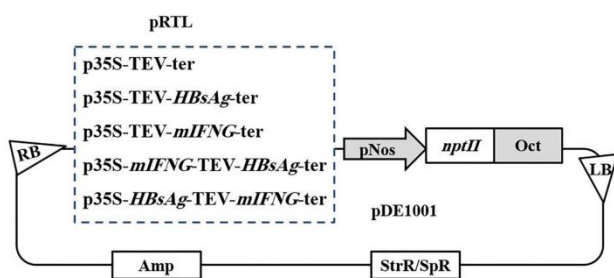 pRTL
p35S-TEV-ter
p35S-TEV-HBsAg-ter
p35S-TEV-mIFNG-ter
p35S-mIFNG-TEV-HBsAg-ter
p35S-HBsAg-TEV-mIFNG-ter
RB
pNos
nptII
Oct
LB
pDE1001
Amp
StrR/SpR